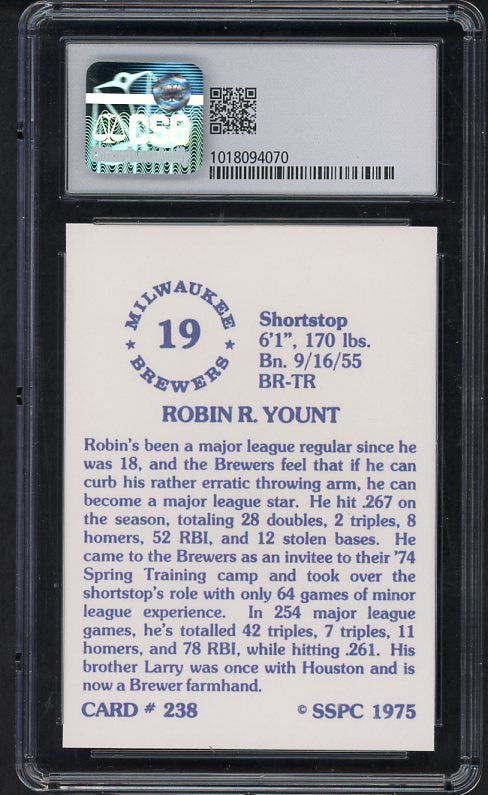 CSG
1018094070
MILWAUKEE
19
BREWERS
Shortstop
6'1", 170 lbs.
Bn. 9/16/55
BR-TR
ROBIN R. YOUNT
Robin's been a major league regular since he
was 18, and the Brewers feel that if he can
curb his rather erratic throwing arm, he can
become a major league star. He hit .267 on
the season, totaling 28 doubles, 2 triples, 8
homers, 52 RBI, and 12 stolen bases. He
came to the Brewers as an invitee to their '74
Spring Training camp and took over the
shortstop's role with only 64 games of minor
league experience. In 254 major league
games, he's totalled 42 triples, 7 triples, 11
homers, and 78 RBI, while hitting .261. His
brother Larry was once with Houston and is
now a Brewer farmhand.
CARD # 238 © SSPC 1975